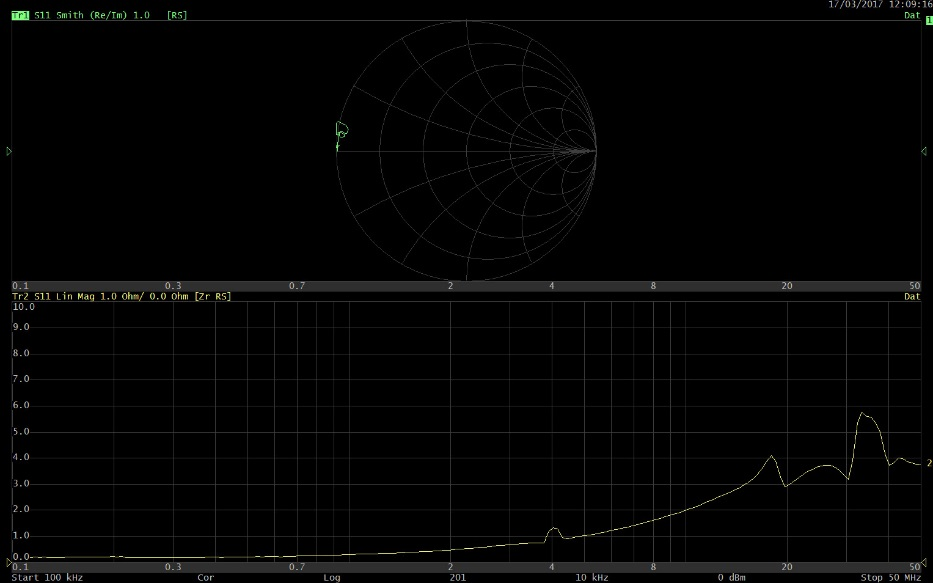 17/03/2017 12:09:16
Tr1 S11 Smith (Re/Im) 1.0 [RS] Dat
1
0.1 0.3 0.7 2 4 8 20 50
Tr2 S11 Lin Mag 1.0 Ohm/ 0.0 Ohm [Zr RS] Dat
10.0
9.0
8.0
7.0
6.0
5.0
4.0
2
3.0
2.0
1.0
0.0
0.1 0.3 0.7 2 4 8 20 50
Start 100 kHz Cor Log 201 10 kHz 0 dBm Stop 50 MHz